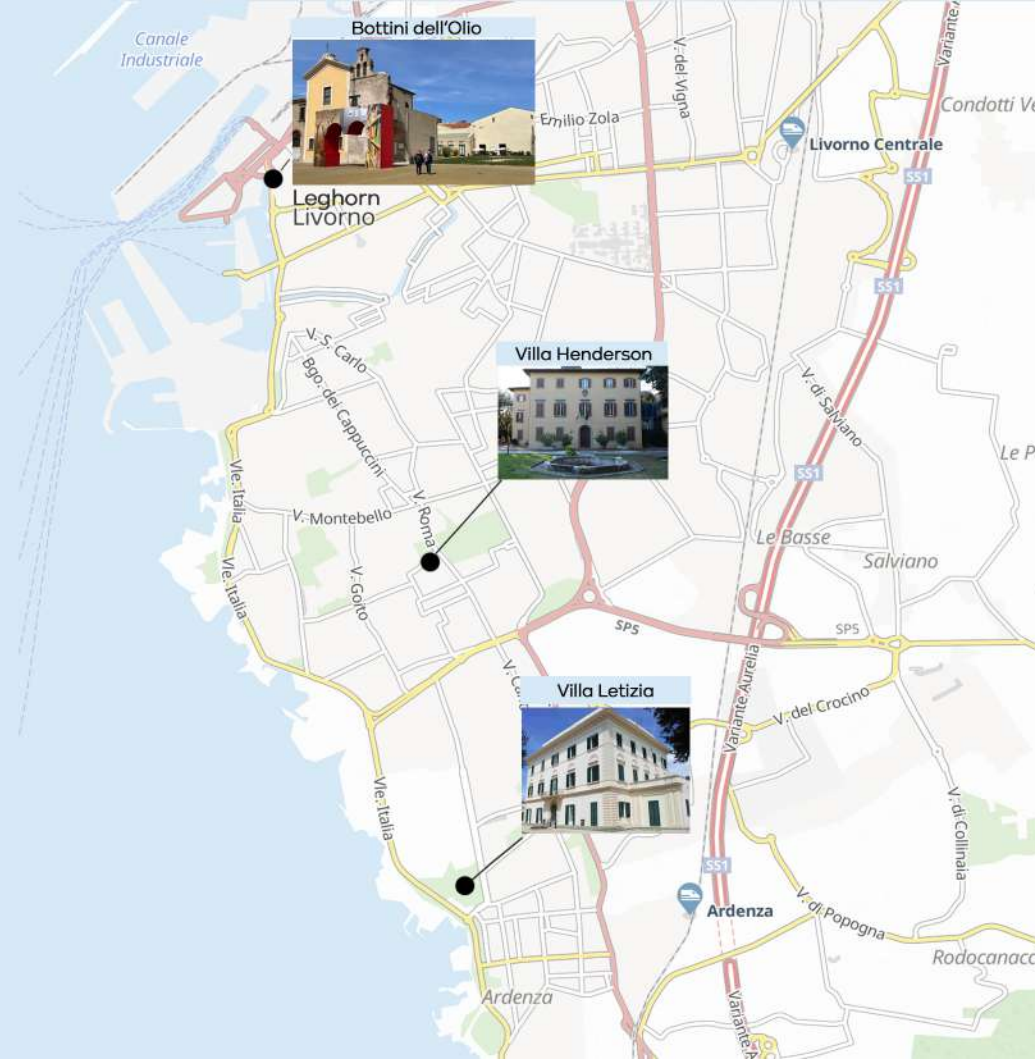 Bottini dell'Olio
Canale
Industriale
Variante
V. del Vigna
Emilio Zola
Condotti
Livorno Centrale
SS1
Leghorn
Livorno
SS1
V. S. Carlo
Villa Henderson
Bgo. dei Cappuccini
V. di Salviano
Le
Vle. Italia
SS1
V. Montebello
V. Roma
Le Basse
Salviano
Vle. Italia
V. Goito
SP5
SP5
Variante Aurelia
Villa Letizia
V. del Crocino
Vle. Italia
V. di Collinaia
SS1
Ardenza
V. di Popogna
Rodocanacc
Ardenza
Variante A